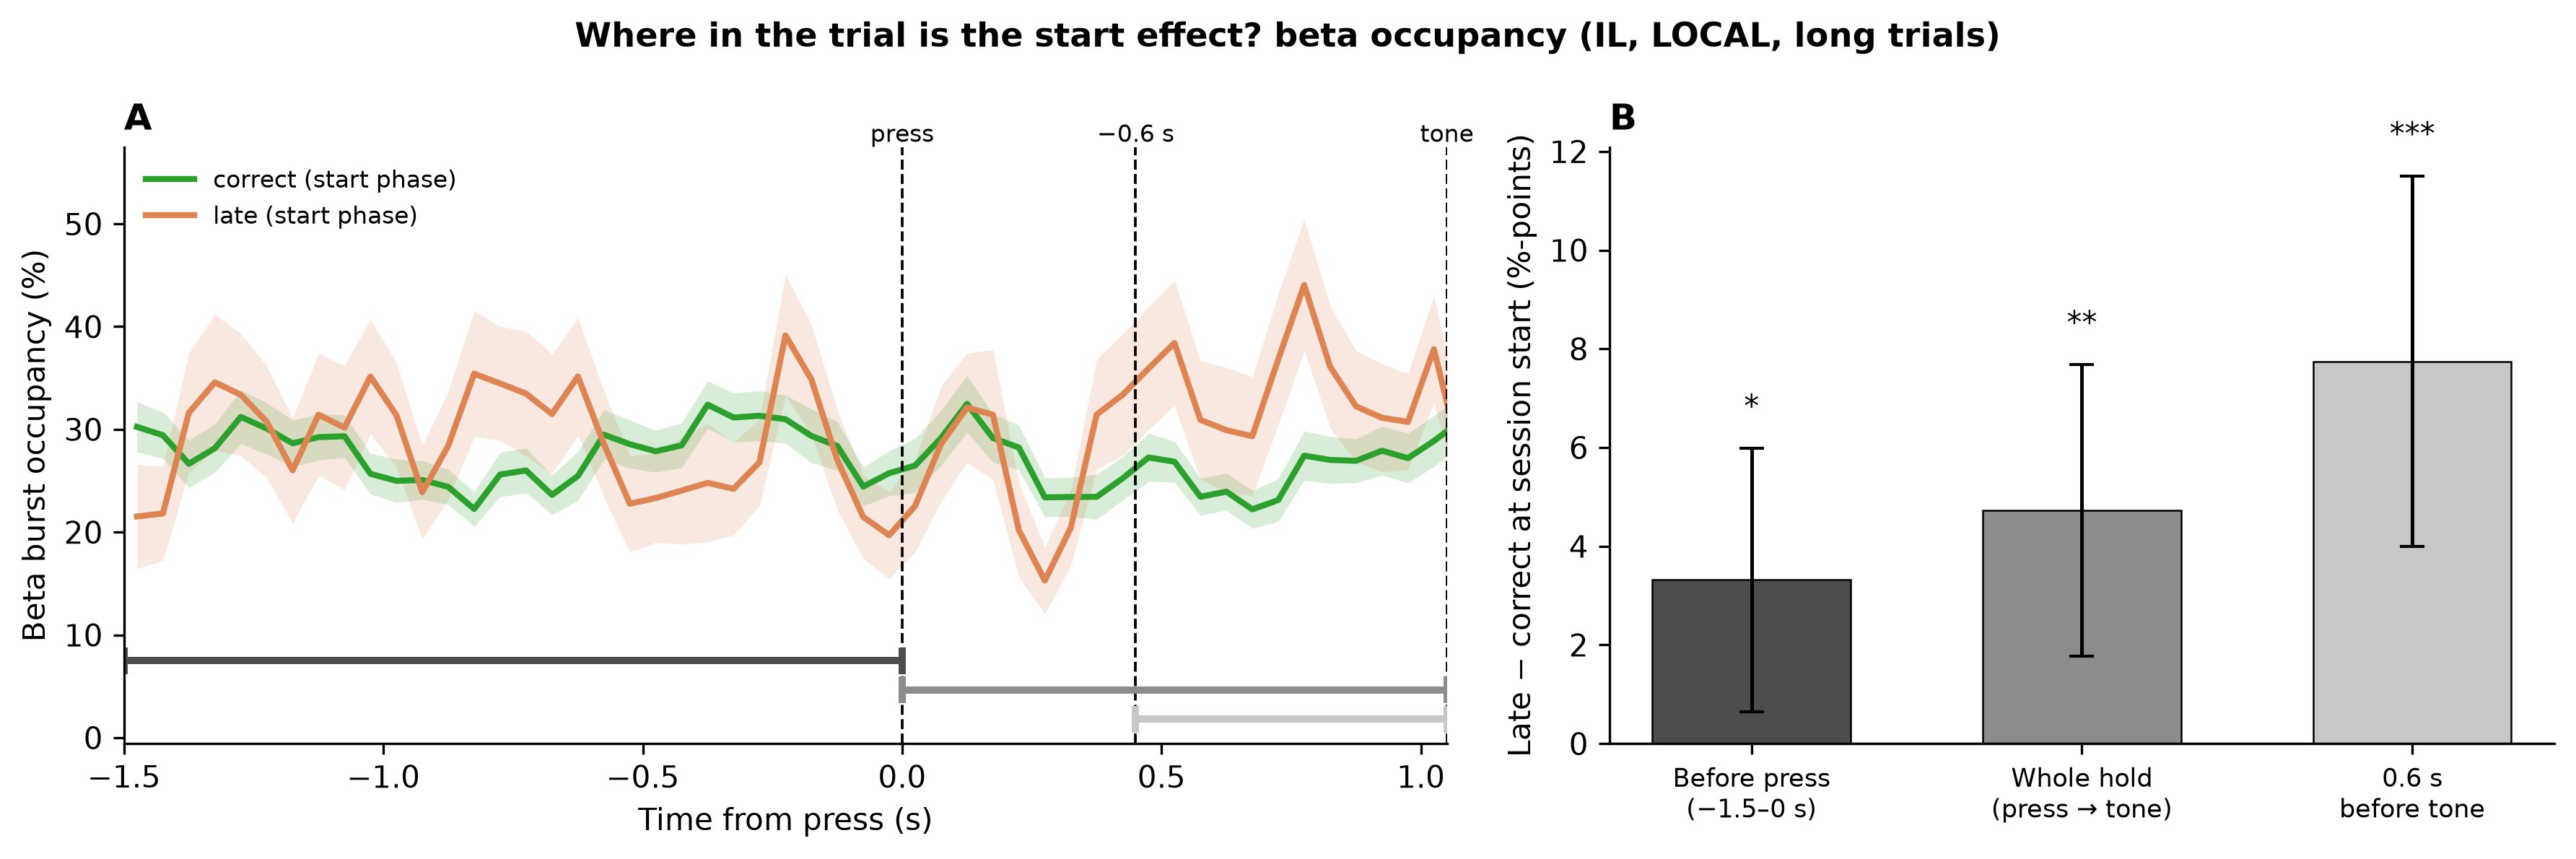 Where in the trial is the start effect? beta occupancy (IL, LOCAL, long trials)
A
press
−0.6 s
tone
correct (start phase)
late (start phase)
Beta burst occupancy (%)
50
40
30
20
10
0
−1.5
−1.0
−0.5
0.0
0.5
1.0
Time from press (s)
B
Late − correct at session start (%-points)
12
10
8
6
4
2
0
*
**
***
Before press
(−1.5–0 s)
Whole hold
(press → tone)
0.6 s
before tone